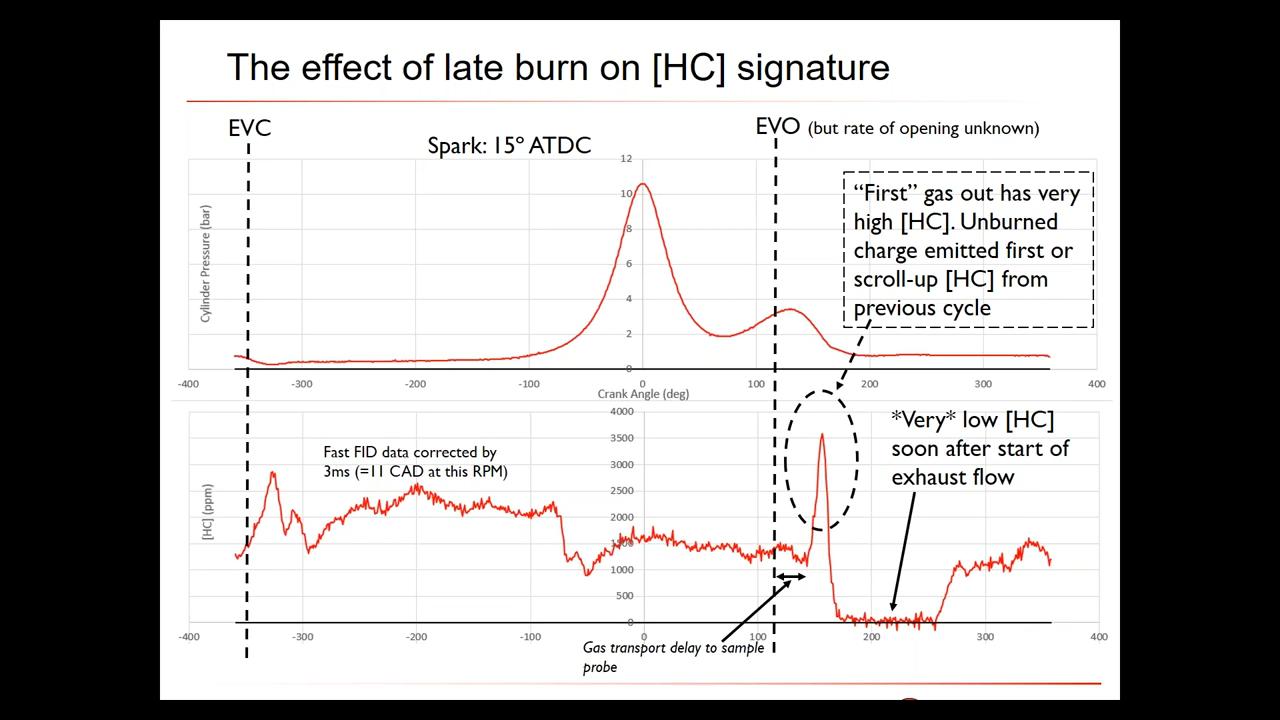 The effect of late burn on [HC] signature
EVC
Spark: 15° ATDC
EVO (but rate of opening unknown)
12
10
8
6
4
2
0
Cylinder Pressure (bar)
-400
-300
-200
-100
0
100
200
300
400
Crank Angle (deg)
"First" gas out has very
high [HC]. Unburned
charge emitted first or
scroll-up [HC] from
previous cycle
4000
3500
3000
2500
2000
1500
1000
500
0
[HC] (ppm)
Fast FID data corrected by
3ms (=11 CAD at this RPM)
*Very* low [HC]
soon after start of
exhaust flow
-400
-300
-200
-100
0
100
200
300
400
Gas transport delay to sample
probe